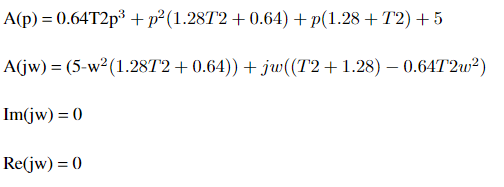 A(p) = 0.64T2p³ + p²(1.28T2 + 0.64) + p(1.28 + T2) + 5
A(jw) = (5-w²(1.28T2 + 0.64)) + jw((T2 + 1.28) − 0.64T2w²)
Im(jw) = 0
Re(jw) = 0